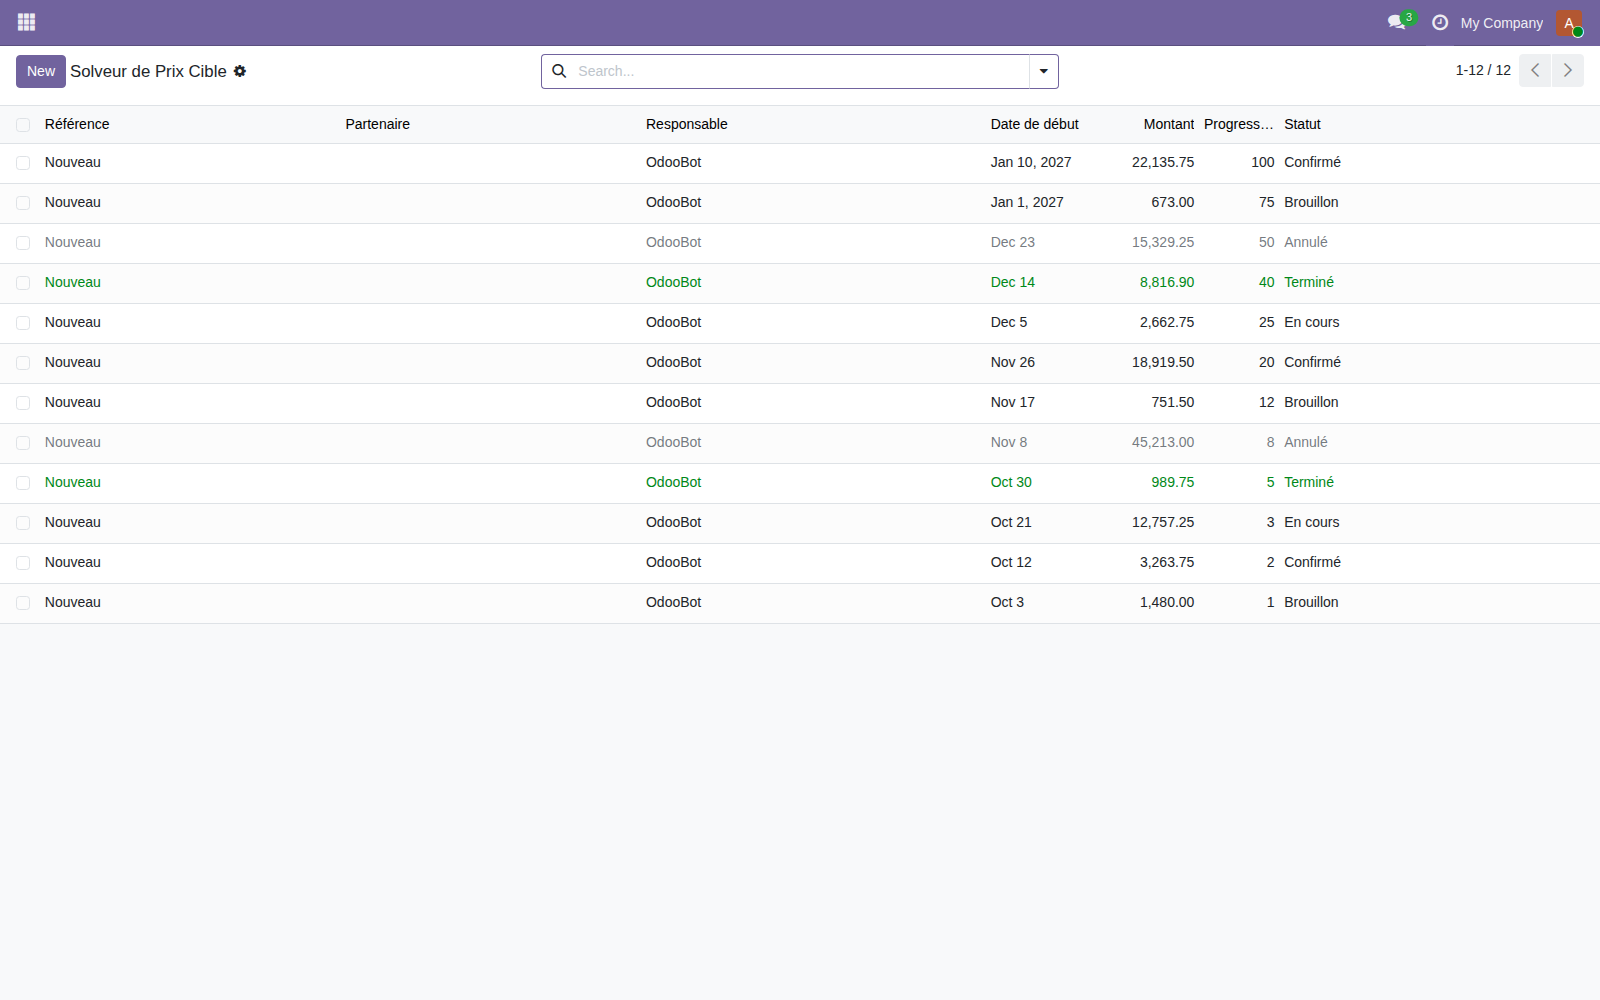 3 My Company A
New Solveur de Prix Cible Search... 1-12 / 12
Référence Partenaire Responsable Date de début Montant Progress... Statut
Nouveau OdooBot Jan 10, 2027 22,135.75 100 Confirmé
Nouveau OdooBot Jan 1, 2027 673.00 75 Brouillon
Nouveau OdooBot Dec 23 15,329.25 50 Annulé
Nouveau OdooBot Dec 14 8,816.90 40 Terminé
Nouveau OdooBot Dec 5 2,662.75 25 En cours
Nouveau OdooBot Nov 26 18,919.50 20 Confirmé
Nouveau OdooBot Nov 17 751.50 12 Brouillon
Nouveau OdooBot Nov 8 45,213.00 8 Annulé
Nouveau OdooBot Oct 30 989.75 5 Terminé
Nouveau OdooBot Oct 21 12,757.25 3 En cours
Nouveau OdooBot Oct 12 3,263.75 2 Confirmé
Nouveau OdooBot Oct 3 1,480.00 1 Brouillon